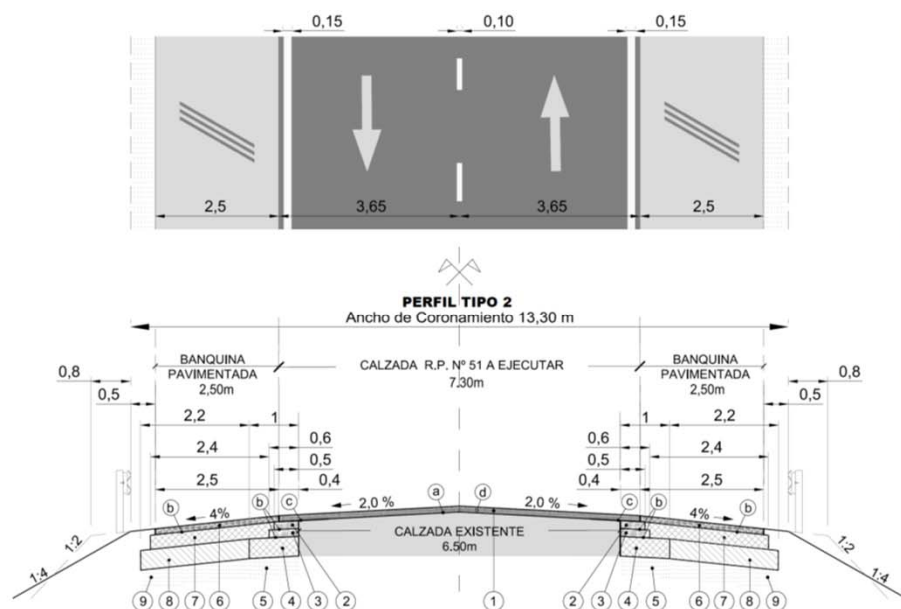 0,15 0,10 0,15
2,5 3,65 3,65 2,5
PERFIL TIPO 2
Ancho de Coronamiento 13,30 m
BANQUINA PAVIMENTADA 2,50m
CALZADA R.P. Nº 51 A EJECUTAR 7.30m
BANQUINA PAVIMENTADA 2,50m
0,8 0,8
0,5 0,5
2,2 1 1 2,2
0,6 0,6
2,4 2,4
0,5 0,5
2,5 0,4 0,4 2,5
b b c a d c b b
4% 2,0 % 2,0 % 4%
CALZADA EXISTENTE
6.50m
1:2 1:2
1:4 1:4
9 8 7 6 5 4 3 2 1 2 3 4 5 6 7 8 9